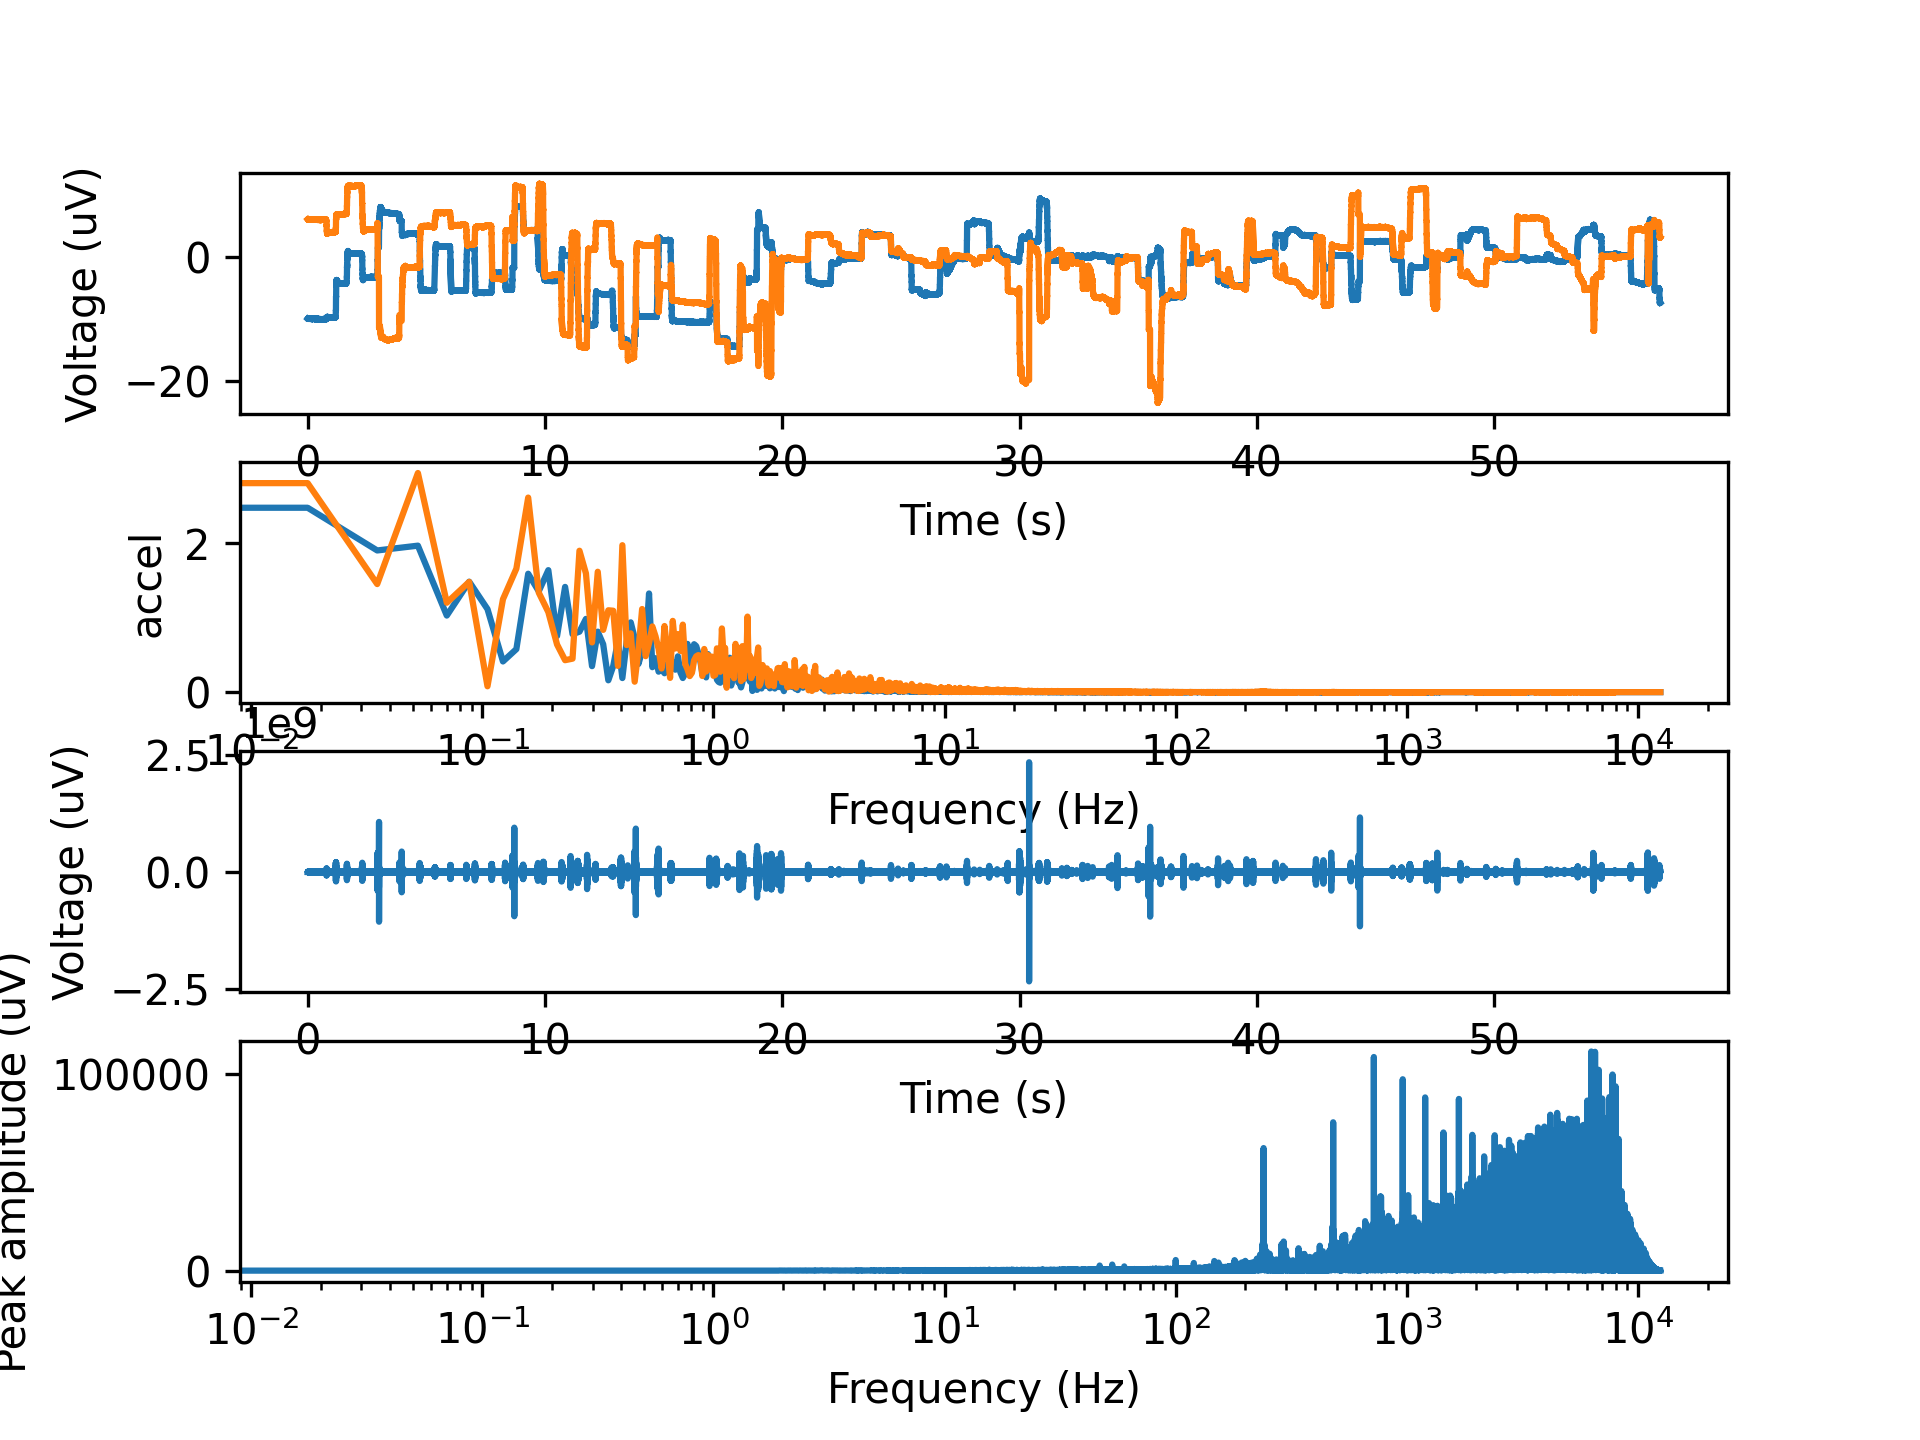 Voltage (uV)
0
−20
0 10 20 30 40 50
Time (s)
accel
2
0
10⁻² 10⁻¹ 10⁰ 10¹ 10² 10³ 10⁴
Frequency (Hz)
1e9
Voltage (uV)
2.5
0.0
−2.5
0 10 20 30 40 50
Time (s)
Peak amplitude (uV)
100000
0
10⁻² 10⁻¹ 10⁰ 10¹ 10² 10³ 10⁴
Frequency (Hz)